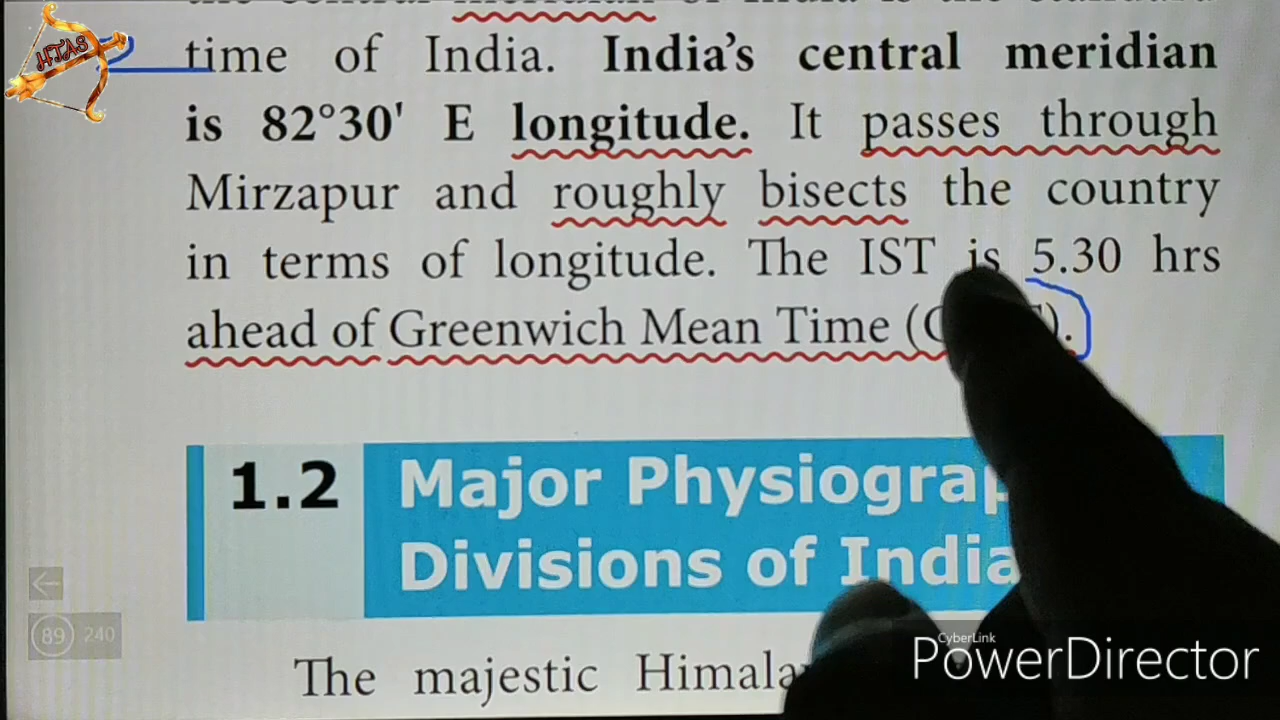 time of India. India's central meridian
is 82°30' E longitude. It passes through
Mirzapur and roughly bisects the country
in terms of longitude. The IST is 5.30 hrs
ahead of Greenwich Mean Time
1.2
Major
Divisions of India
The majestic
HTAS
89 240
CyberLink
PowerDirector